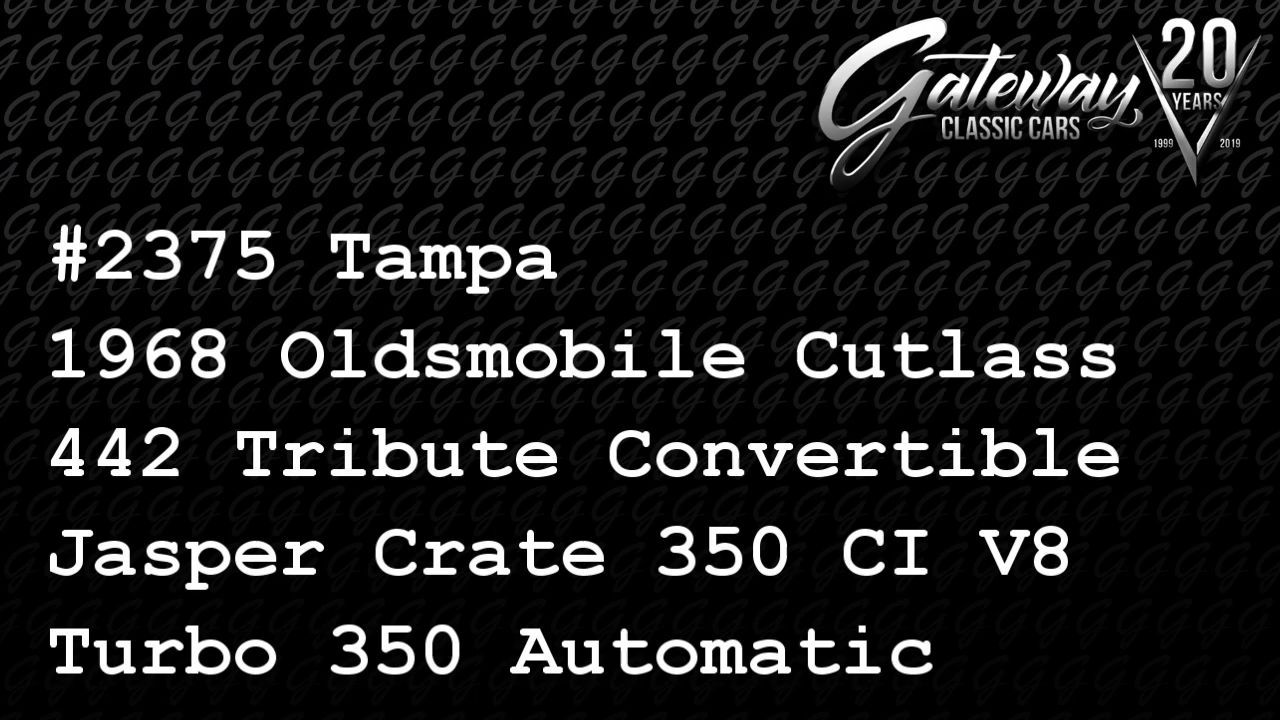 Gateway
CLASSIC CARS
20
YEARS
1999 2019
#2375 Tampa
1968 Oldsmobile Cutlass
442 Tribute Convertible
Jasper Crate 350 CI V8
Turbo 350 Automatic